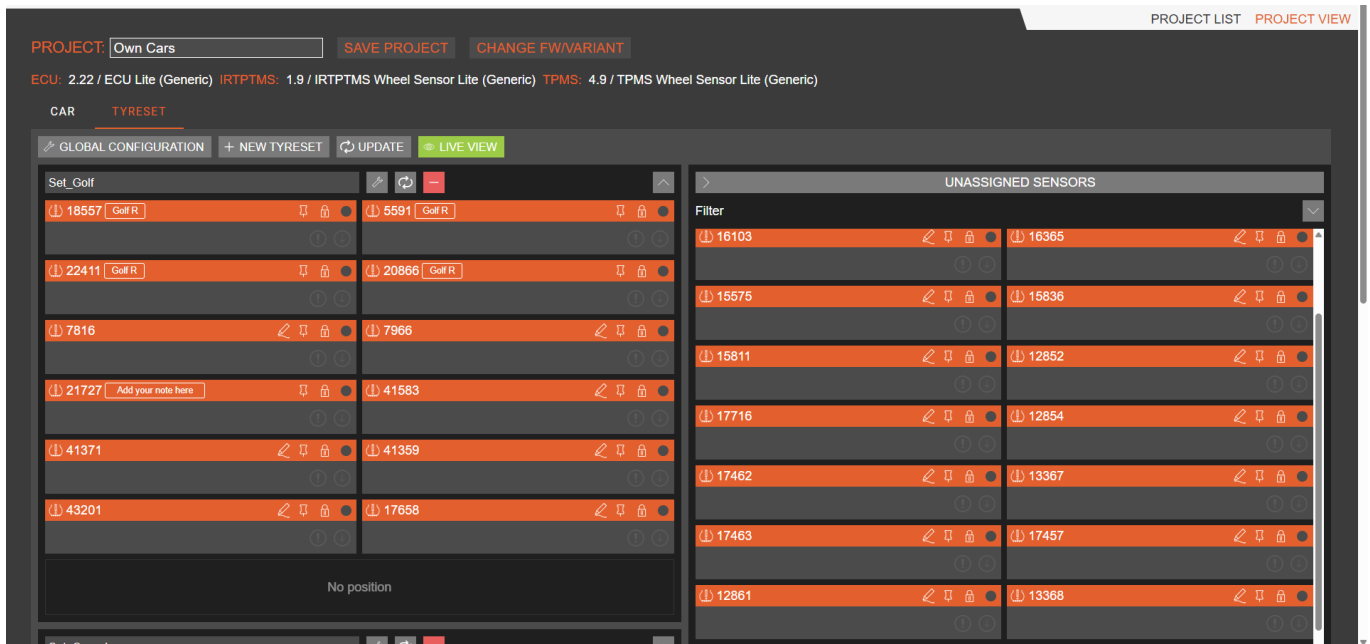 PROJECT LIST PROJECT VIEW
PROJECT: Own Cars SAVE PROJECT CHANGE FW/VARIANT
ECU: 2.22 / ECU Lite (Generic) IRTPTMS: 1.9 / IRTPTMS Wheel Sensor Lite (Generic) TPMS: 4.9 / TPMS Wheel Sensor Lite (Generic)
CAR TYRESET
GLOBAL CONFIGURATION + NEW TYRESET UPDATE LIVE VIEW
Set_Golf
18557 Golf R 5591 Golf R
22411 Golf R 20866 Golf R
7816 7966
21727 Add your note here 41583
41371 41359
43201 17658
No position
UNASSIGNED SENSORS
Filter
16103 16365
15575 15836
15811 12852
17716 12854
17462 13367
17463 17457
12861 13368